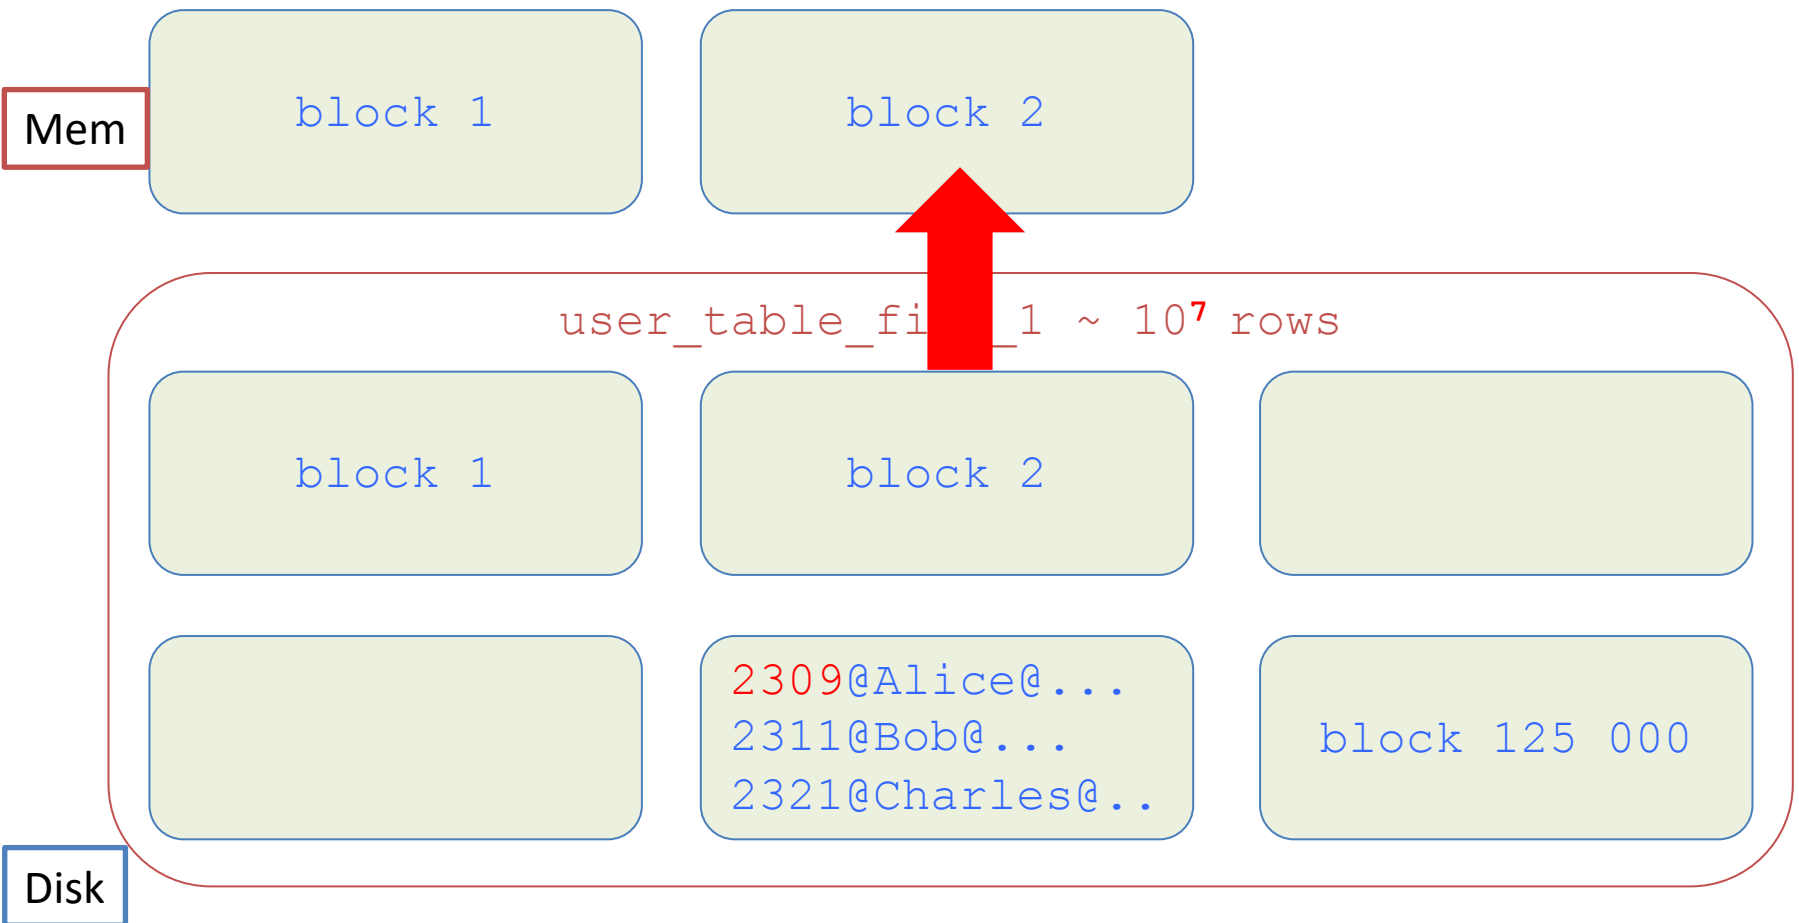 block 1
block 2
Mem
user_table_fi 1 ~ 10⁷ rows
block 1
block 2
2309@Alice@...
2311@Bob@...
2321@Charles@..
block 125 000
Disk